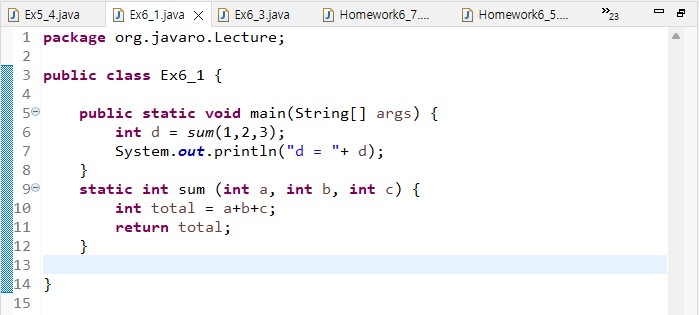 Ex5_4.java Ex6_1.java Ex6_3.java Homework6_7.... Homework6_5.... »23
1 package org.javaro.Lecture;
2
3 public class Ex6_1 {
4
5 public static void main(String[] args) {
6 int d = sum(1,2,3);
7 System.out.println("d = "+ d);
8 }
9 static int sum (int a, int b, int c) {
10 int total = a+b+c;
11 return total;
12 }
13
14 }
15